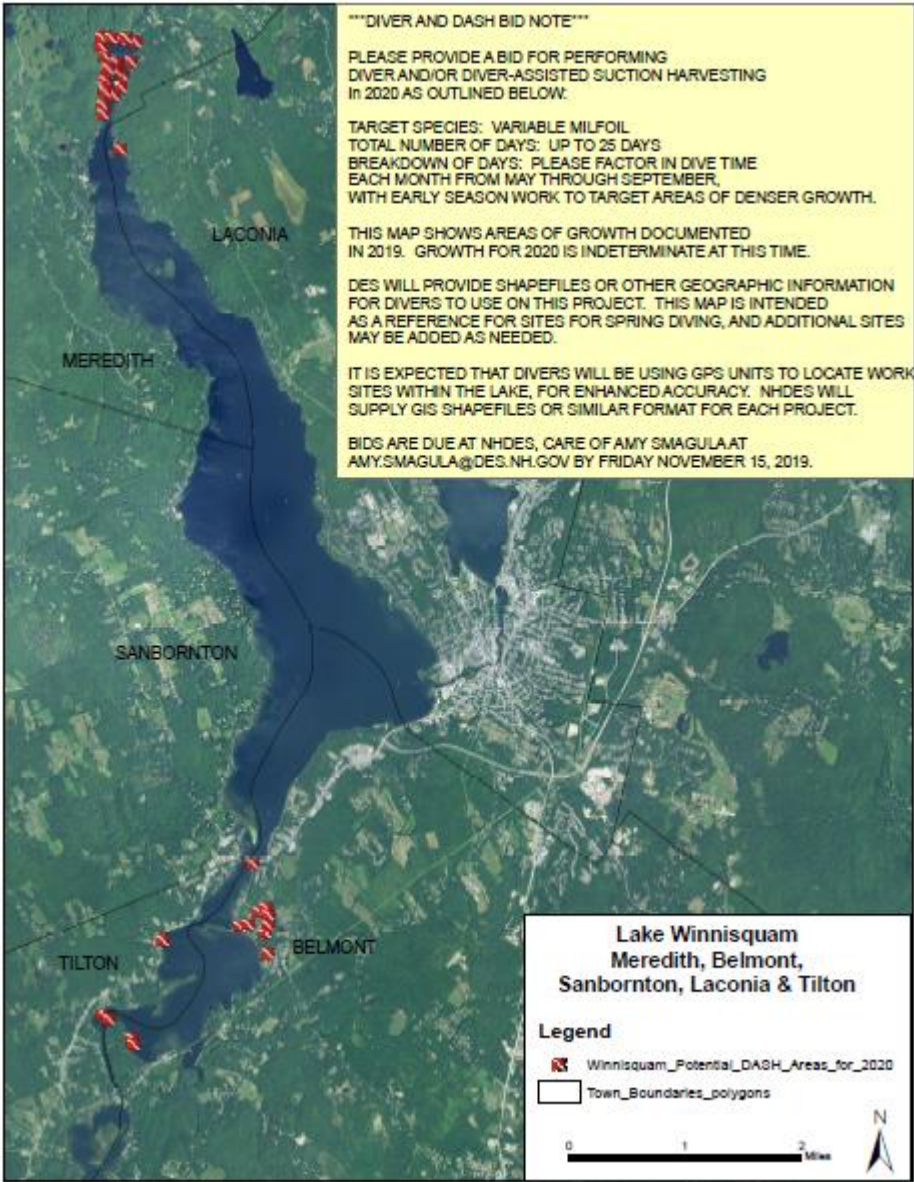 ***DIVER AND DASH BID NOTE***
PLEASE PROVIDE A BID FOR PERFORMING
DIVER AND/OR DIVER-ASSISTED SUCTION HARVESTING
In 2020 AS OUTLINED BELOW:
TARGET SPECIES: VARIABLE MILFOIL
TOTAL NUMBER OF DAYS: UP TO 25 DAYS
BREAKDOWN OF DAYS: PLEASE FACTOR IN DIVE TIME
EACH MONTH FROM MAY THROUGH SEPTEMBER,
WITH EARLY SEASON WORK TO TARGET AREAS OF DENSER GROWTH.
THIS MAP SHOWS AREAS OF GROWTH DOCUMENTED
IN 2019. GROWTH FOR 2020 IS INDETERMINATE AT THIS TIME.
DES WILL PROVIDE SHAPEFILES OR OTHER GEOGRAPHIC INFORMATION
FOR DIVERS TO USE ON THIS PROJECT. THIS MAP IS INTENDED
AS A REFERENCE FOR SITES FOR SPRING DIVING, AND ADDITIONAL SITES
MAY BE ADDED AS NEEDED.
IT IS EXPECTED THAT DIVERS WILL BE USING GPS UNITS TO LOCATE WORK
SITES WITHIN THE LAKE, FOR ENHANCED ACCURACY. NHDES WILL
SUPPLY GIS SHAPEFILES OR SIMILAR FORMAT FOR EACH PROJECT.
BIDS ARE DUE AT NHDES, CARE OF AMY SMAGULA AT
AMY.SMAGULA@DES.NH.GOV BY FRIDAY NOVEMBER 15, 2019.
LACONIA
MEREDITH
SANBORNTON
TILTON
BELMONT
Lake Winnisquam
Meredith, Belmont,
Sanbornton, Laconia & Tilton
Legend
Winnisquam_Potential_DASH_Areas_for_2020
Town_Boundaries_polygons
N
0 1 2
Miles